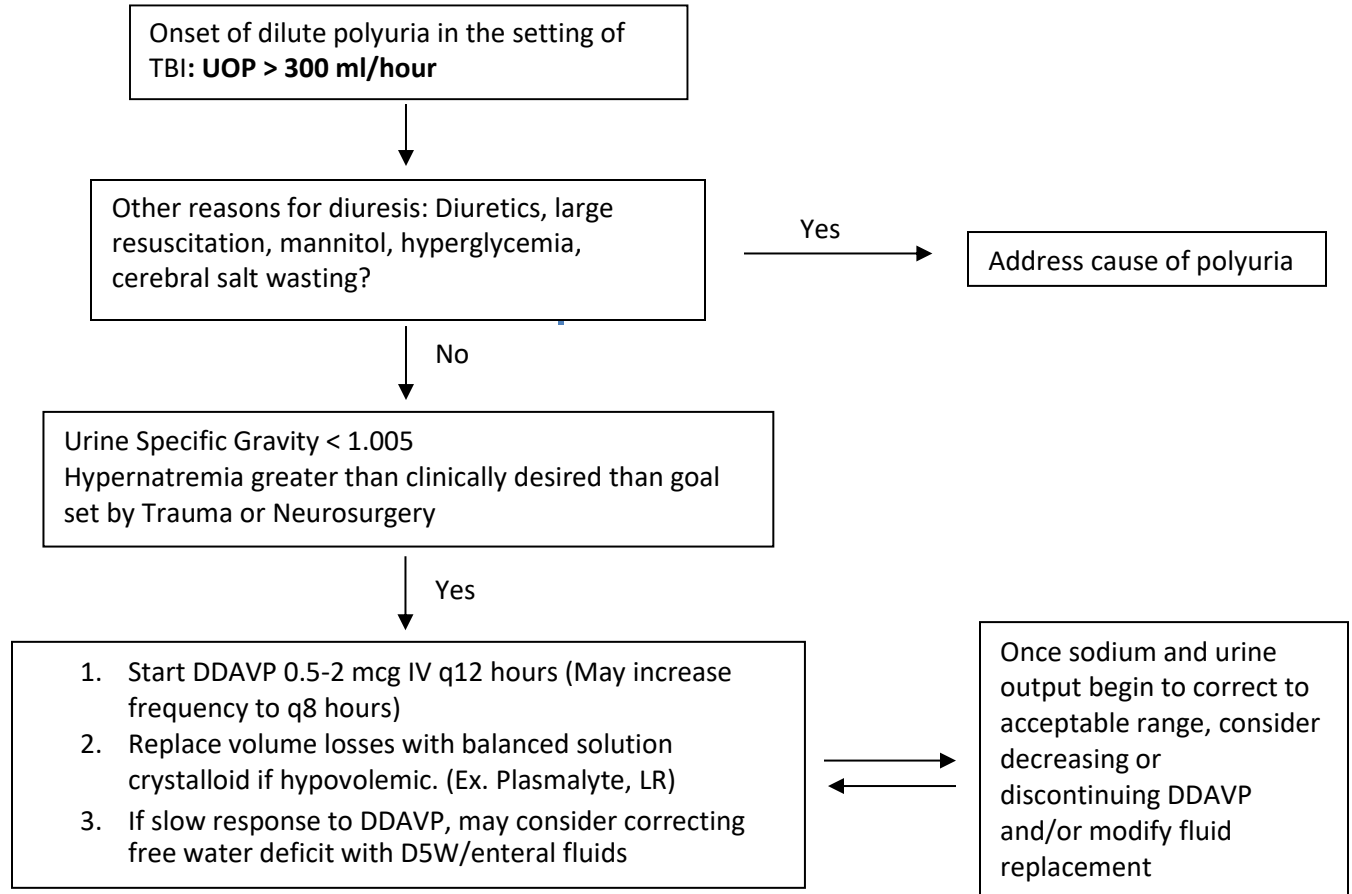 Onset of dilute polyuria in the setting of
TBI: UOP > 300 ml/hour
Other reasons for diuresis: Diuretics, large
resuscitation, mannitol, hyperglycemia,
cerebral salt wasting?
Yes
Address cause of polyuria
No
Urine Specific Gravity < 1.005
Hypernatremia greater than clinically desired than goal
set by Trauma or Neurosurgery
Yes
1. Start DDAVP 0.5-2 mcg IV q12 hours (May increase
frequency to q8 hours)
2. Replace volume losses with balanced solution
crystalloid if hypovolemic. (Ex. Plasmalyte, LR)
3. If slow response to DDAVP, may consider correcting
free water deficit with D5W/enteral fluids
Once sodium and urine
output begin to correct to
acceptable range, consider
decreasing or
discontinuing DDAVP
and/or modify fluid
replacement